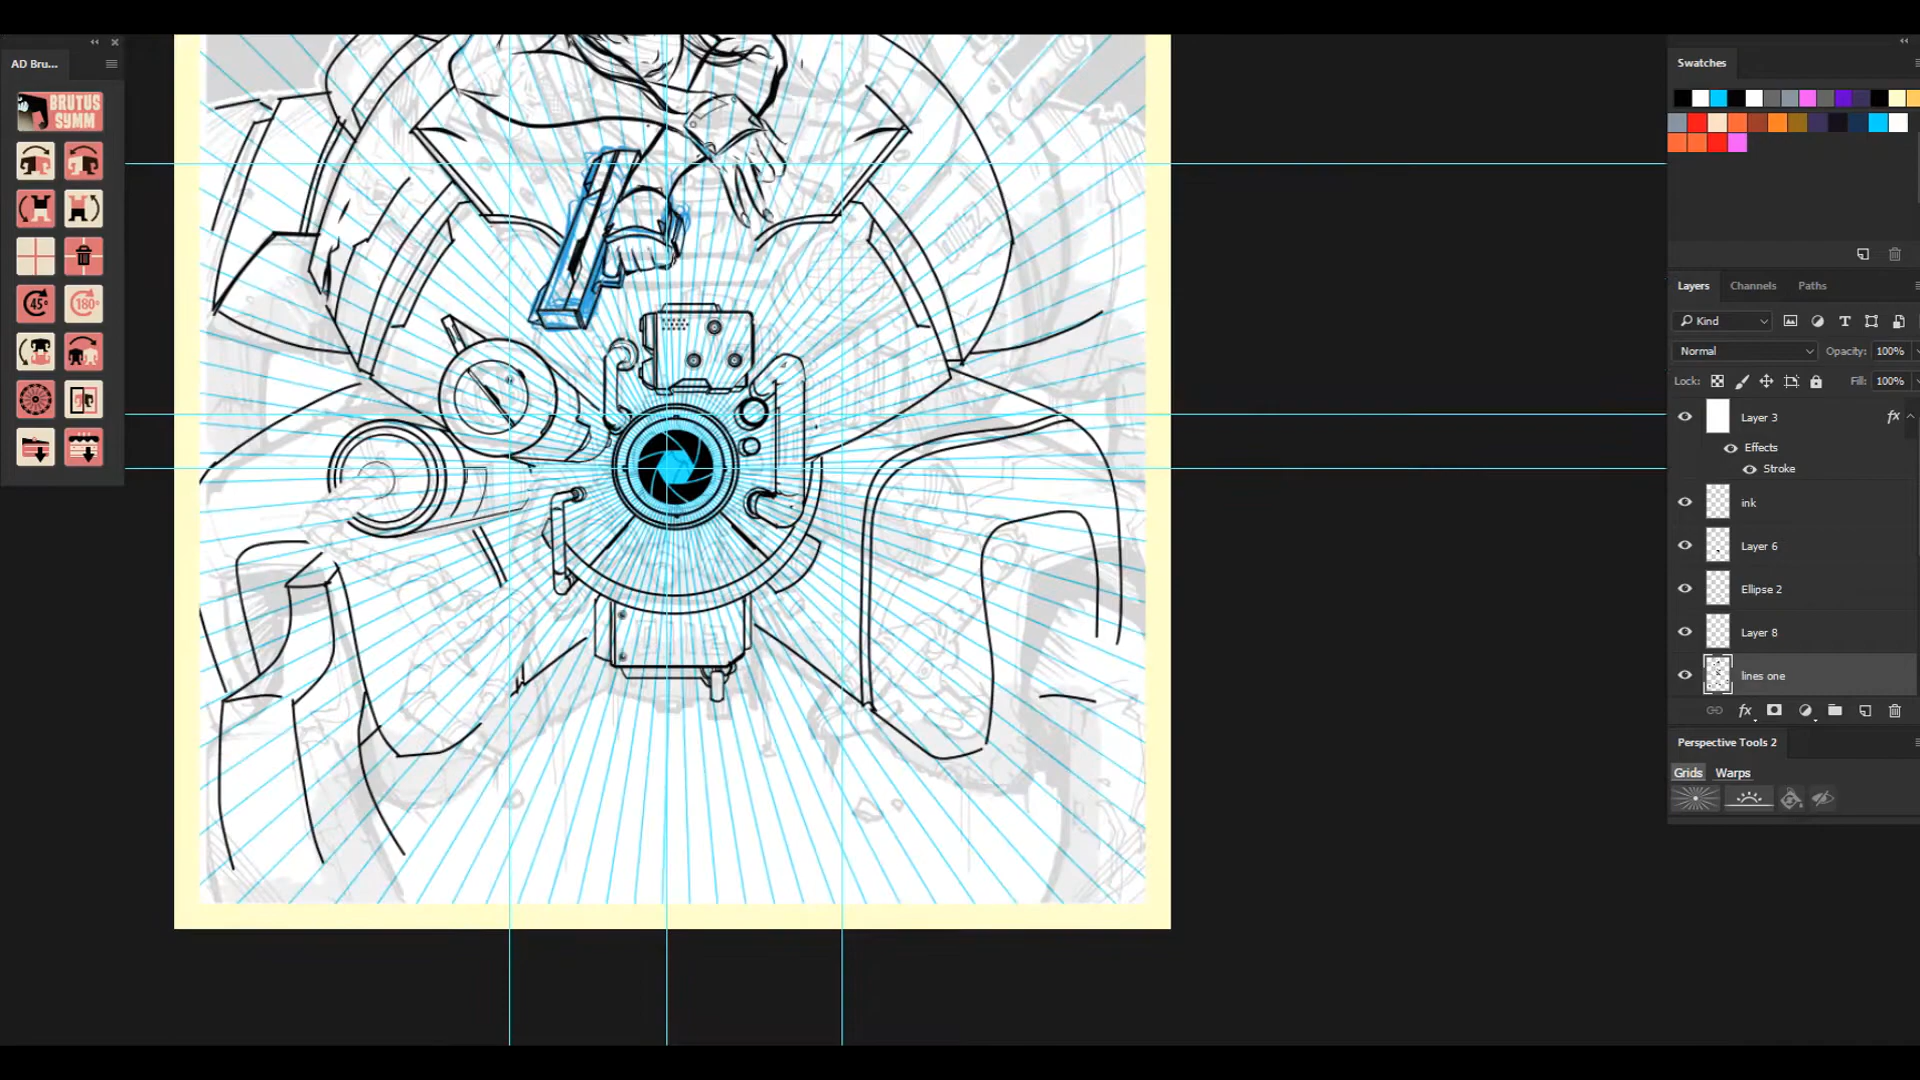 AD Bru...
BRUTUS
SYMM
45°
180°
Swatches
Layers Channels Paths
Kind
Normal Opacity: 100%
Lock: Fill: 100%
Layer 3 fx
Effects
Stroke
ink
Layer 6
Ellipse 2
Layer 8
lines one
fx
Perspective Tools 2
Grids Warps